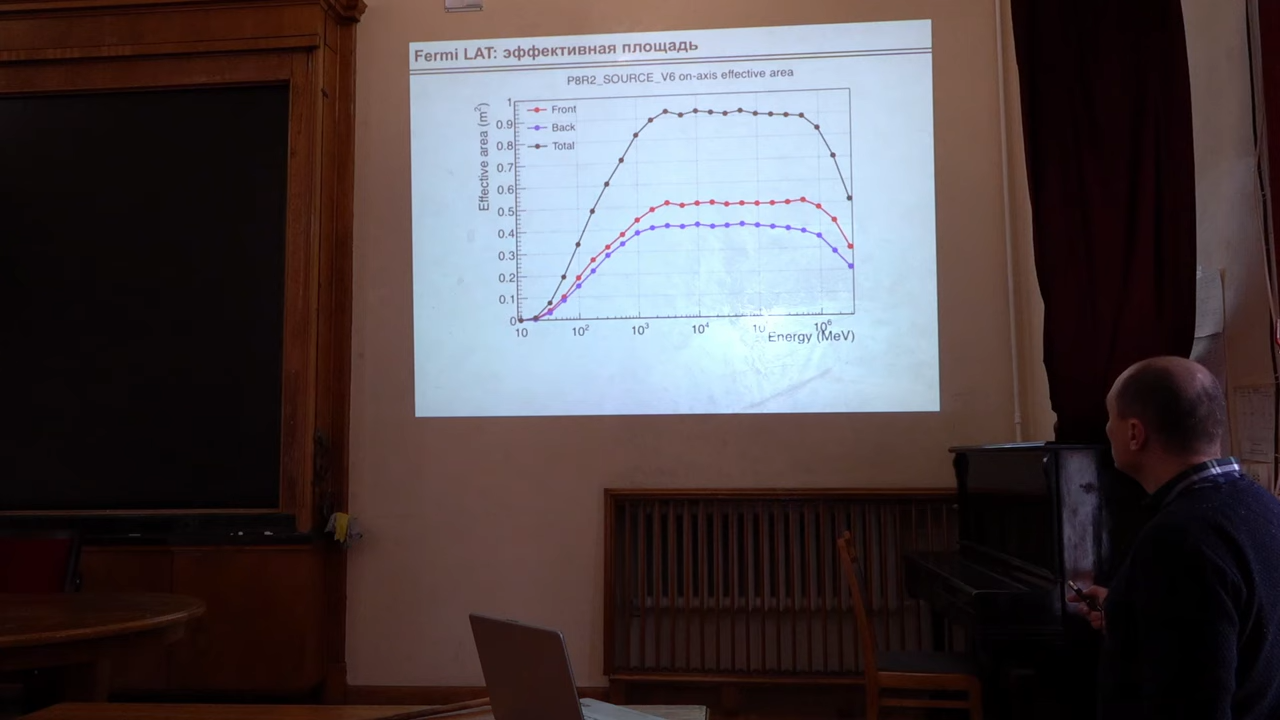 Fermi LAT: эффективная площадь
P8R2_SOURCE_V6 on-axis effective area
Effective area (m²)
1
0.9
0.8
0.7
0.6
0.5
0.4
0.3
0.2
0.1
0
Front
Back
Total
10 10² 10³ 10⁴ 10 10⁶
Energy (MeV)